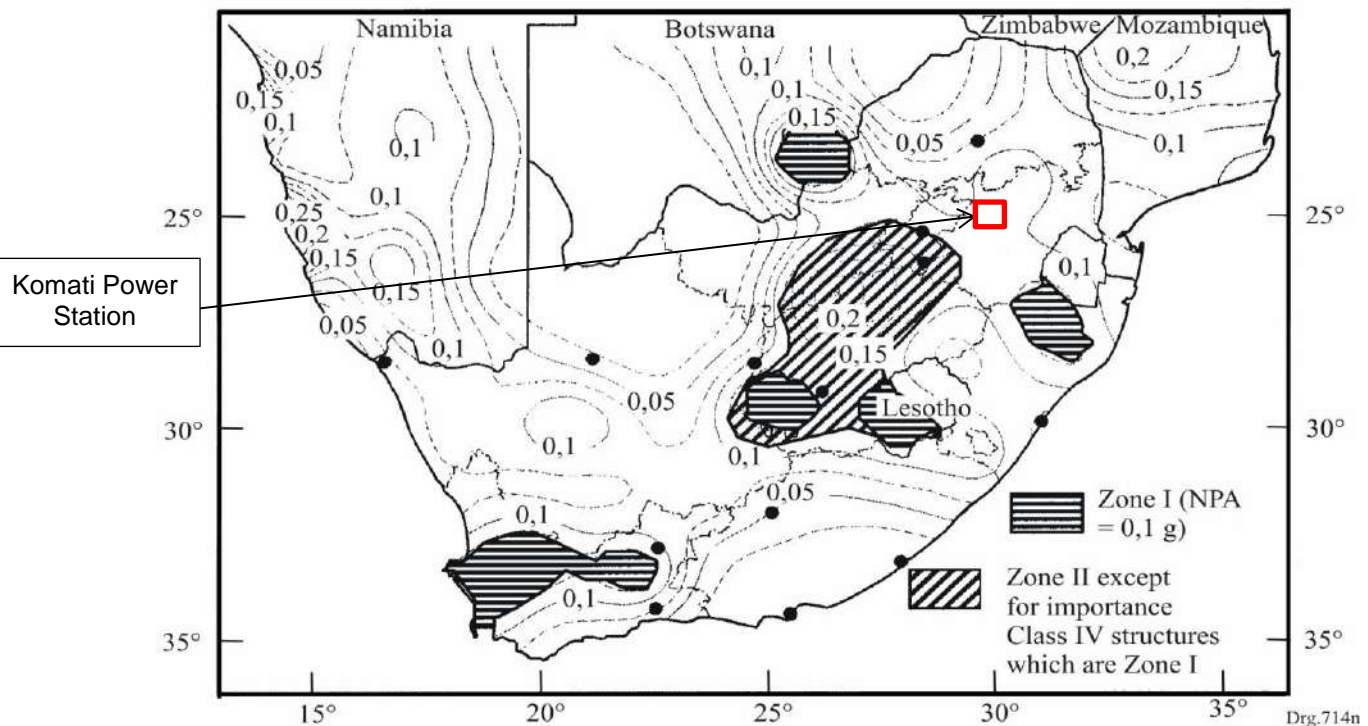 Namibia
Botswana
Zimbabwe
Mozambique
0,05
0,15
0,1
0,1
0,1
0,25
0,2
0,15
0,15
0,05
0,1
0,1
0,1
0,15
0,05
0,2
0,15
0,1
0,1
0,2
0,15
0,05
Lesotho
0,1
0,1
0,05
0,1
0,1
25°
30°
35°
25°
30°
35°
15°
20°
25°
30°
35°
Komati Power
Station
Zone I (NPA
= 0,1 g)
Zone II except
for importance
Class IV structures
which are Zone I
Drg.714n